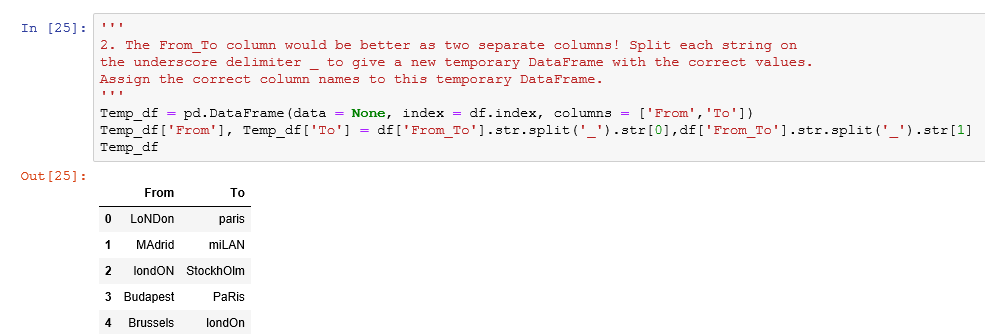 In [25]: '''
2. The From_To column would be better as two separate columns! Split each string on
the underscore delimiter _ to give a new temporary DataFrame with the correct values.
Assign the correct column names to this temporary DataFrame.
'''
Temp_df = pd.DataFrame(data = None, index = df.index, columns = ['From','To'])
Temp_df['From'], Temp_df['To'] = df['From_To'].str.split('_').str[0],df['From_To'].str.split('_').str[1]
Temp_df
Out[25]:
From To
0 LoNDon paris
1 MAdrid miLAN
2 londON StockhOlm
3 Budapest PaRis
4 Brussels londOn